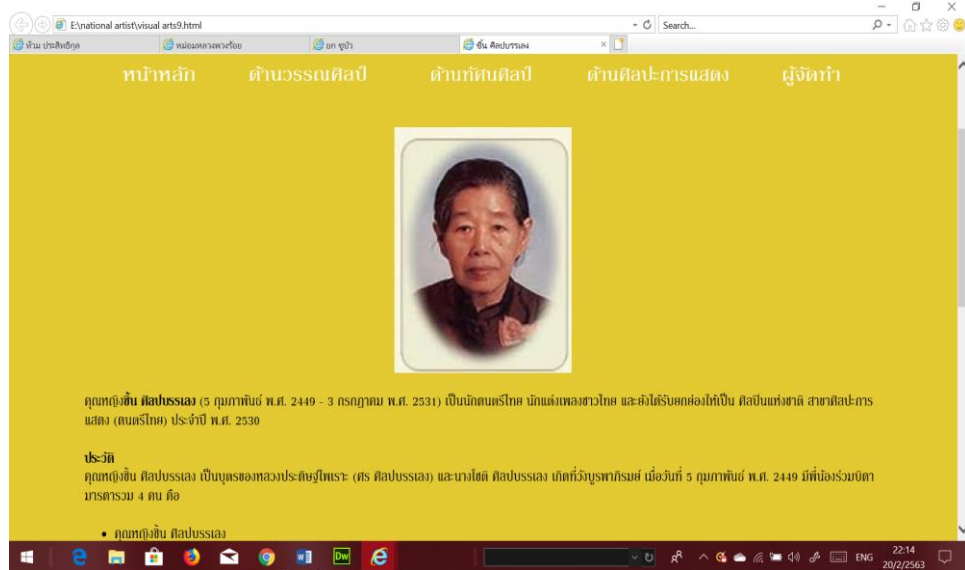 E:\national artist\visual arts9.html
Search...
ห้วม ประสิทธิกุล
หม่อมหลวงพวงร้อย
ยก ชูบัว
ชิ้น ศิลปบรรเลง
หน้าหลัก ด้านวรรณศิลป์ ด้านทัศนศิลป์ ด้านศิลปะการแสดง ผู้จัดทำ
คุณหญิงชิ้น ศิลปบรรเลง (5 กุมภาพันธ์ พ.ศ. 2449 - 3 กรกฎาคม พ.ศ. 2531) เป็นนักดนตรีไทย นักแต่งเพลงชาวไทย และยังได้รับยกย่องให้เป็น ศิลปินแห่งชาติ สาขาศิลปะการ
แสดง (ดนตรีไทย) ประจำปี พ.ศ. 2530
ประวัติ
คุณหญิงชิ้น ศิลปบรรเลง เป็นบุตรของหลวงประดิษฐ์ไพเราะ (ศร ศิลปบรรเลง) และนางโชติ ศิลปบรรเลง เกิดที่วังบูรพาภิรมย์ เมื่อวันที่ 5 กุมภาพันธ์ พ.ศ. 2449 มีพี่น้องร่วมบิดา
มารดารวม 4 คน คือ
• คุณหญิงชิ้น ศิลปบรรเลง
Dw
ENG
22:14
20/2/2563